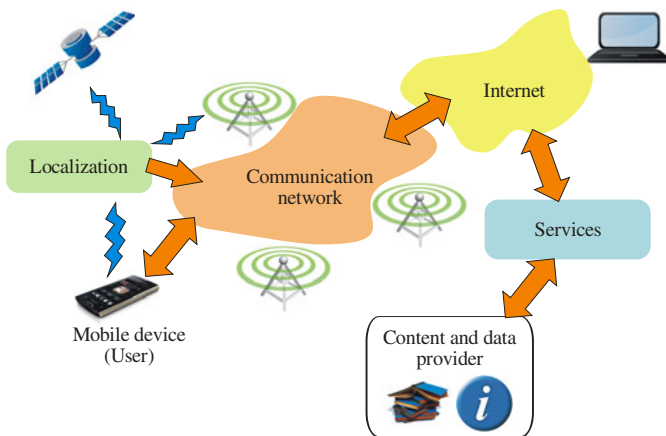 Internet
Localization
Communication
network
Services
Mobile device
(User)
Content and data
provider
i